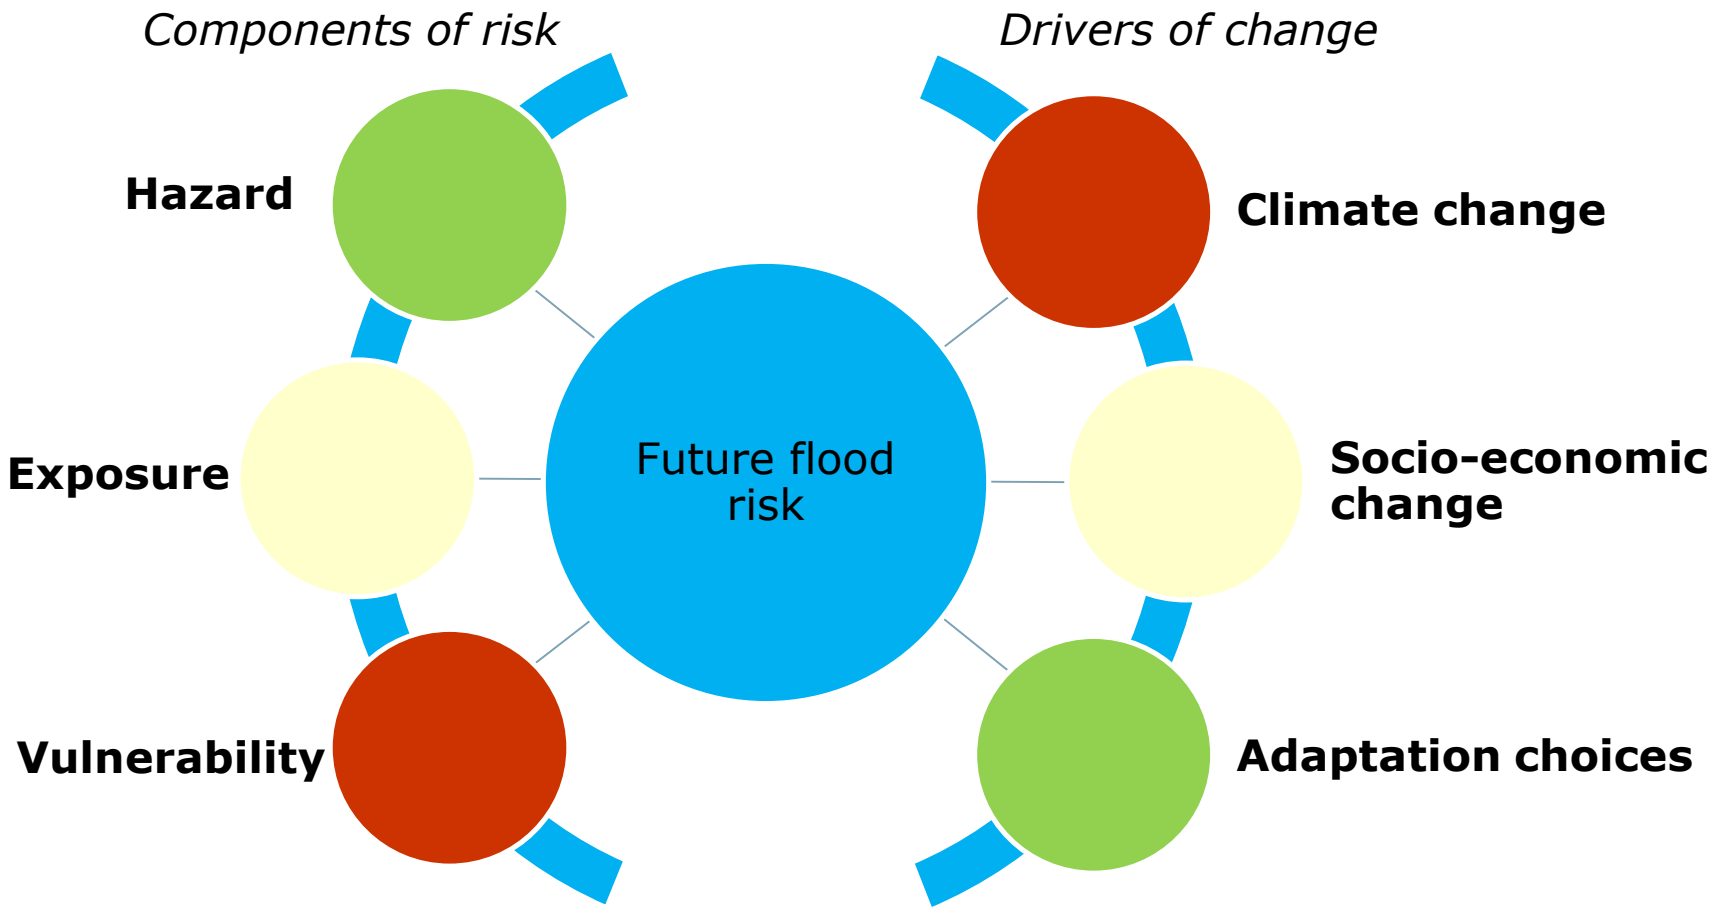 Components of risk
Drivers of change
Hazard
Climate change
Exposure
Future flood
risk
Socio-economic
change
Vulnerability
Adaptation choices